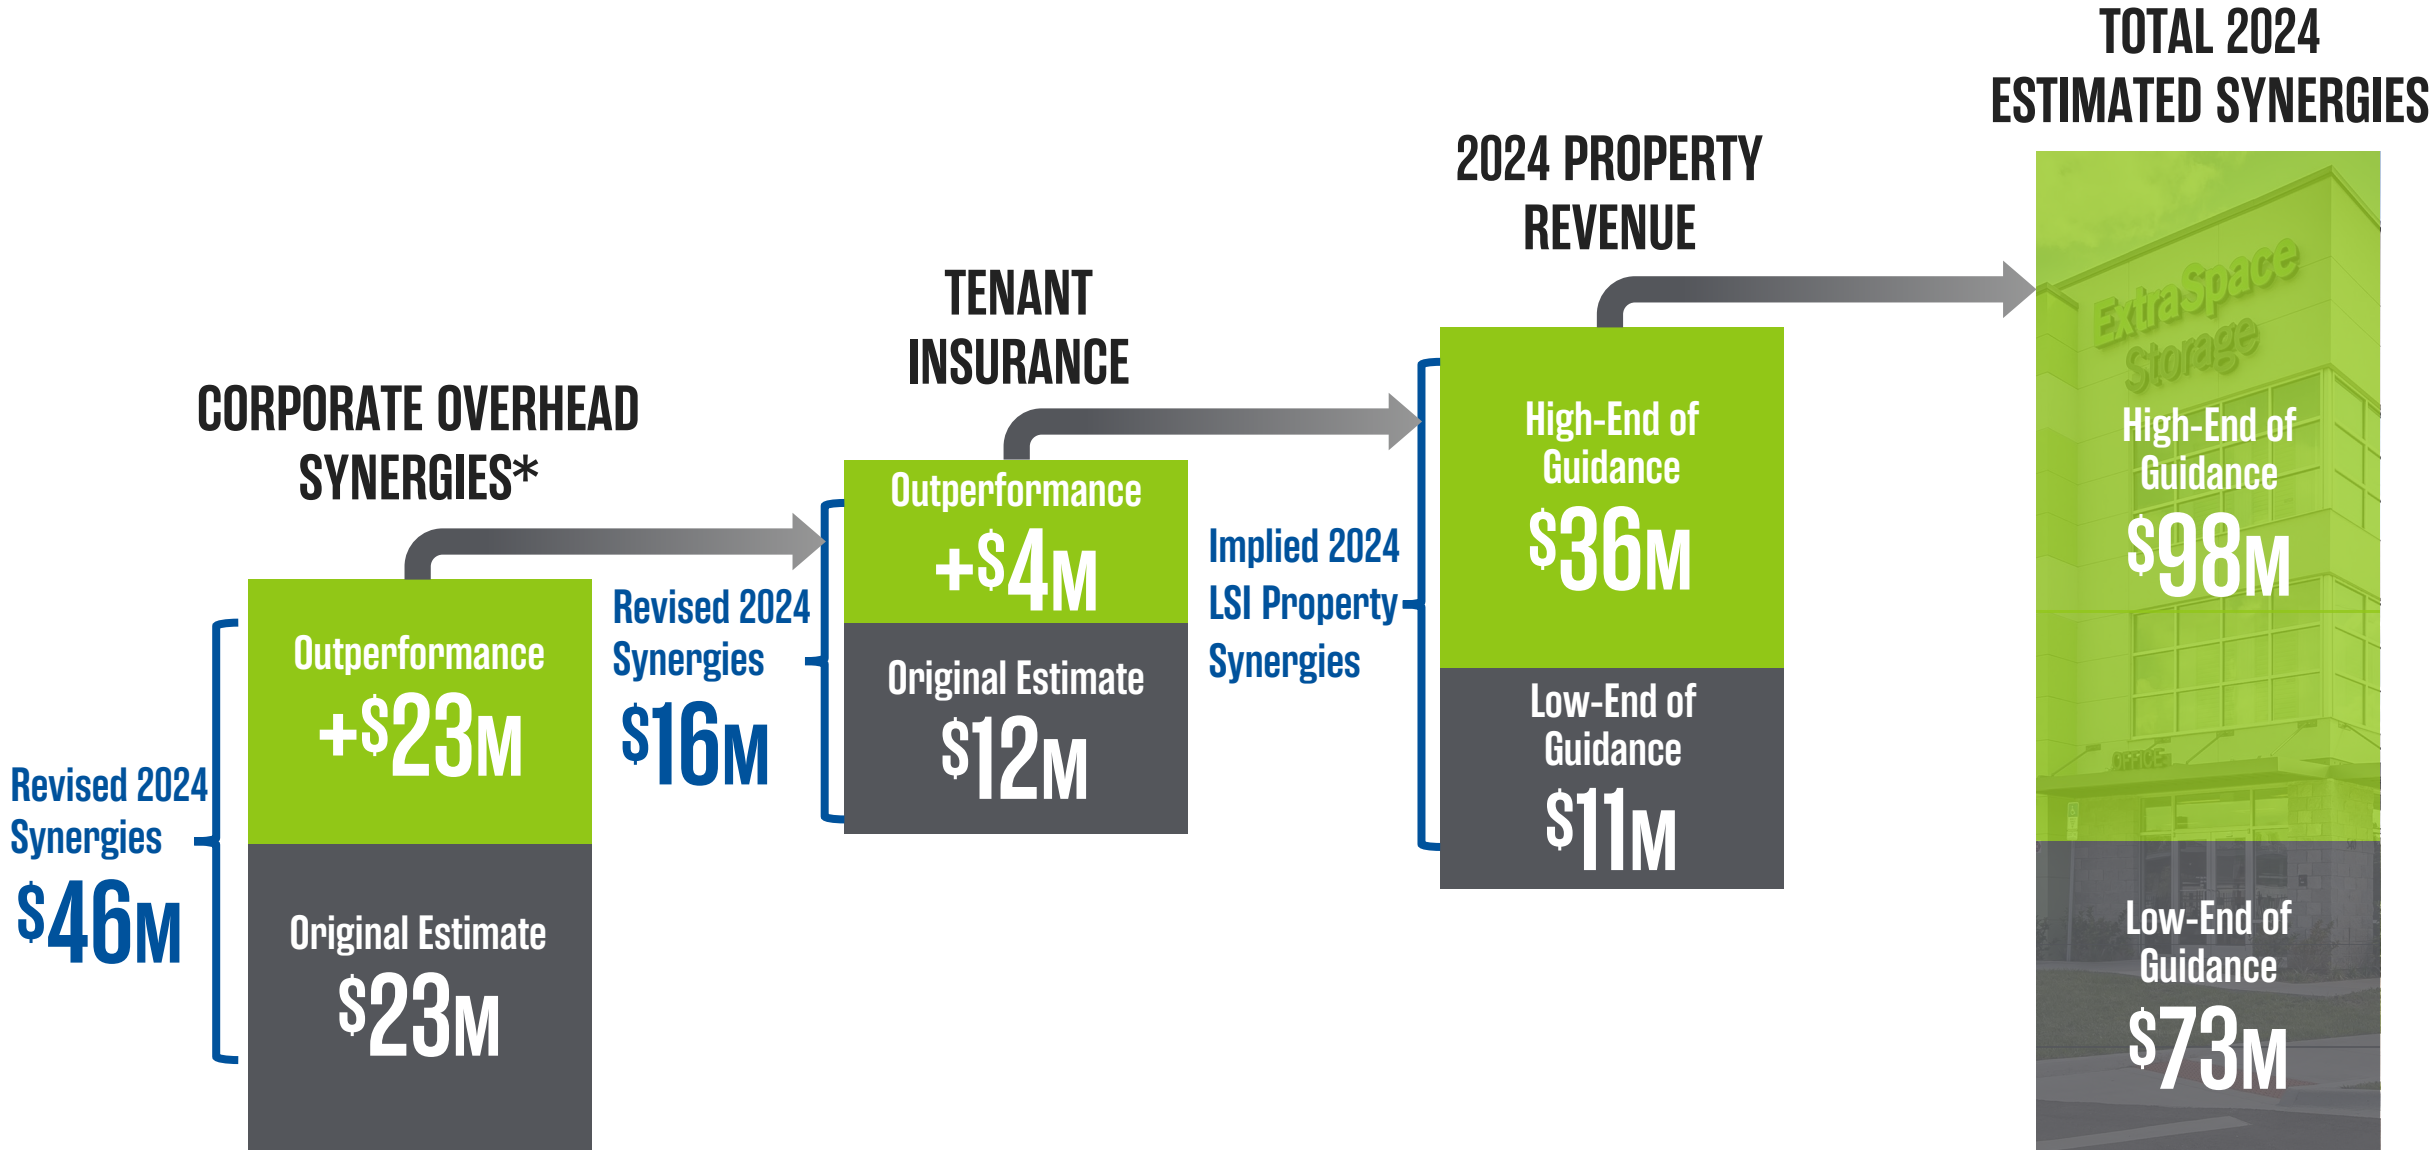 TOTAL 2024
ESTIMATED SYNERGIES
2024 PROPERTY
REVENUE
TENANT
INSURANCE
CORPORATE OVERHEAD
SYNERGIES*
Revised 2024
Synergies
$46M
Outperformance
+$23M
Original Estimate
$23M
Revised 2024
Synergies
$16M
Outperformance
+$4M
Original Estimate
$12M
Implied 2024
LSI Property
Synergies
High-End of
Guidance
$36M
Low-End of
Guidance
$11M
ExtraSpace
Storage
High-End of
Guidance
$98M
OFFICE
Low-End of
Guidance
$73M